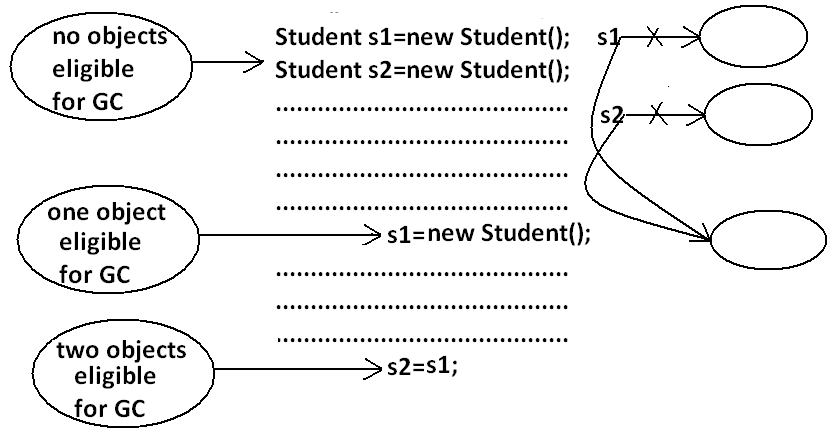 no objects
eligible
for GC
Student s1=new Student();
Student s2=new Student();
.............................................
.............................................
.............................................
.............................................
one object
eligible
for GC
s1=new Student();
.............................................
.............................................
.............................................
two objects
eligible
for GC
s2=s1;
s1
s2